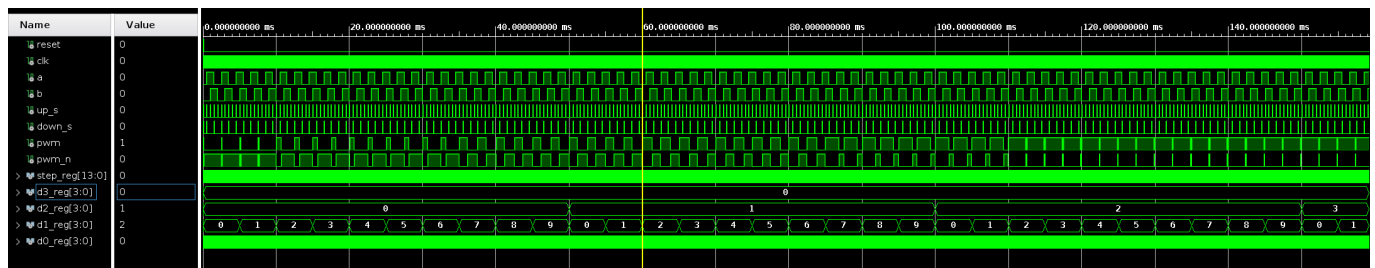 Name Value 0.000000000 ms 20.000000000 ms 40.000000000 ms 60.000000000 ms 80.000000000 ms 100.000000000 ms 120.000000000 ms 140.000000000 ms
reset 0
clk 0
a 0
b 0
up_s 0
down_s 0
pwm 1
pwm_n 0
step_reg[13:0] 0
d3_reg[3:0] 0 0
d2_reg[3:0] 1 0 1 2 3
d1_reg[3:0] 2 0 1 2 3 4 5 6 7 8 9 0 1 2 3 4 5 6 7 8 9 0 1 2 3 4 5 6 7 8 9 0 1
d0_reg[3:0] 0